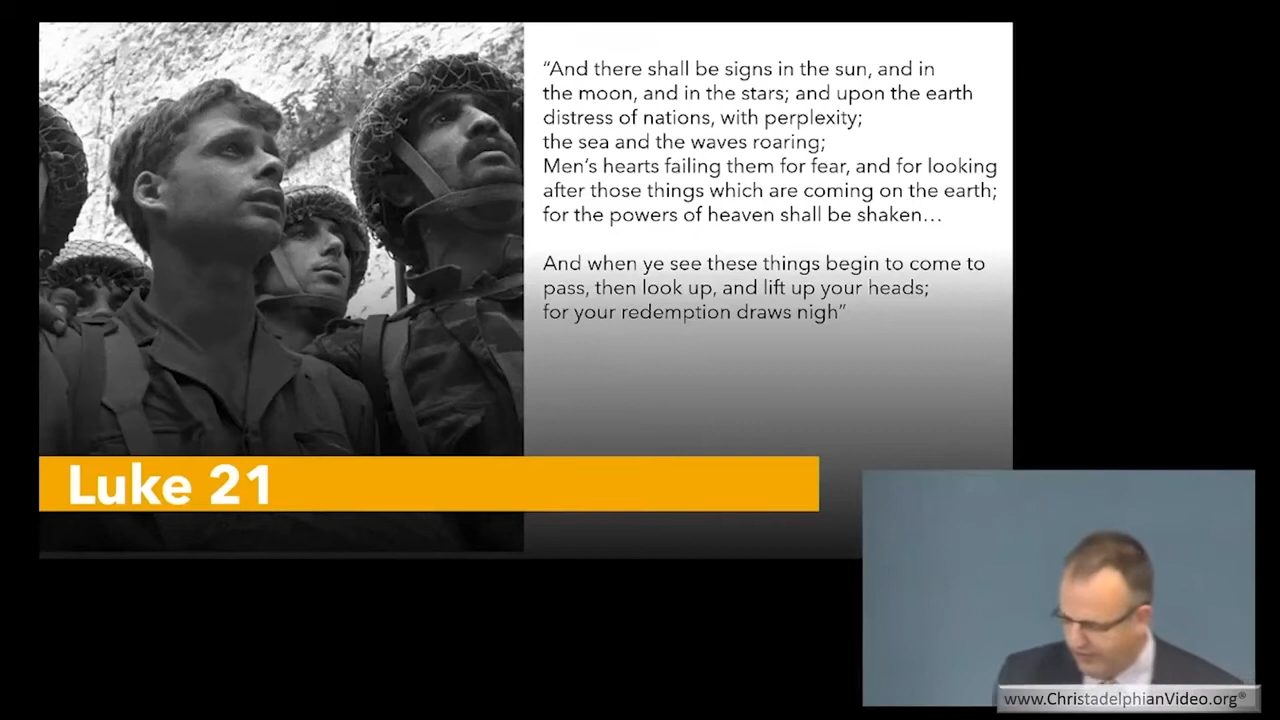 “And there shall be signs in the sun, and in
the moon, and in the stars; and upon the earth
distress of nations, with perplexity;
the sea and the waves roaring;
Men’s hearts failing them for fear, and for looking
after those things which are coming on the earth;
for the powers of heaven shall be shaken…
And when ye see these things begin to come to
pass, then look up, and lift up your heads;
for your redemption draws nigh”
Luke 21
www.ChristadelphianVideo.org®